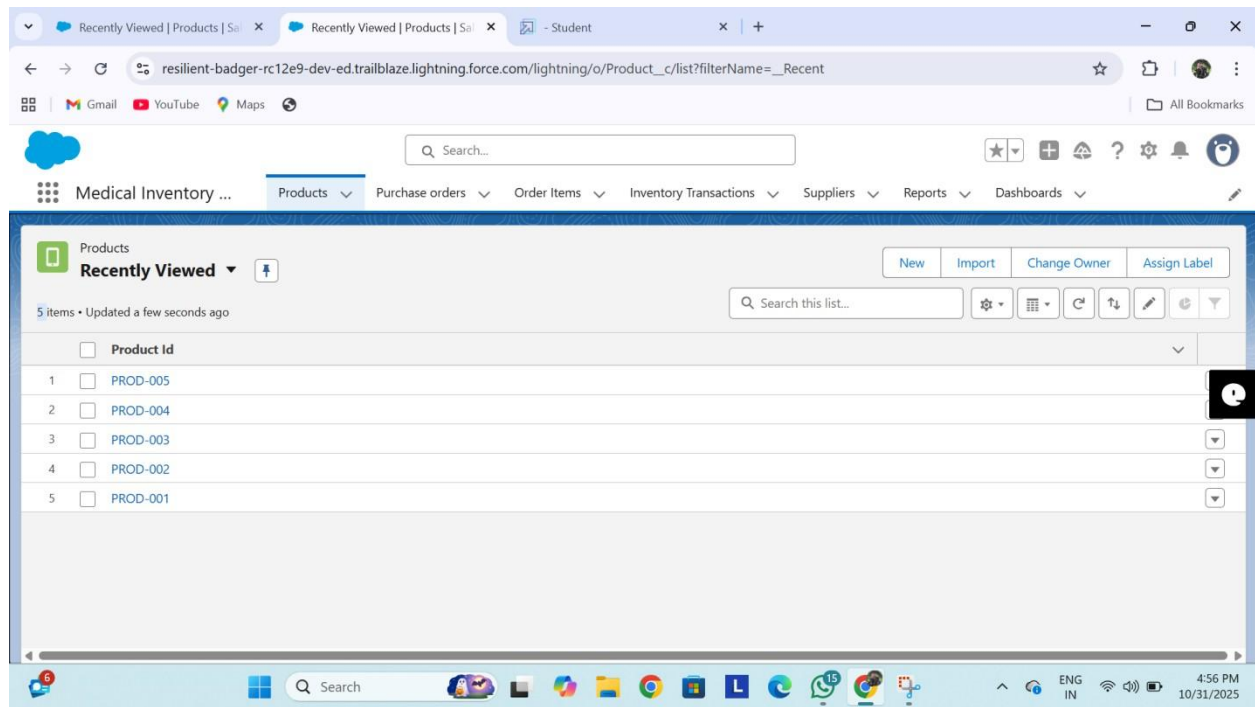 Recently Viewed | Products | Sal
Recently Viewed | Products | Sal
- Student
resilient-badger-rc12e9-dev-ed.trailblaze.lightning.force.com/lightning/o/Product__c/list?filterName=__Recent
Gmail YouTube Maps
All Bookmarks
Search...
Medical Inventory ... Products Purchase orders Order Items Inventory Transactions Suppliers Reports Dashboards
Products
Recently Viewed
New Import Change Owner Assign Label
5 items • Updated a few seconds ago
Search this list...
Product Id
1 PROD-005
2 PROD-004
3 PROD-003
4 PROD-002
5 PROD-001
6
Search
L
15
ENG
IN
4:56 PM
10/31/2025